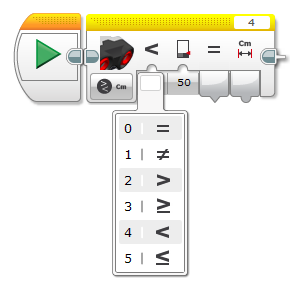 4
< = Cm
Cm 50
0 | =
1 | ≠
2 | >
3 | ≥
4 | <
5 | ≤